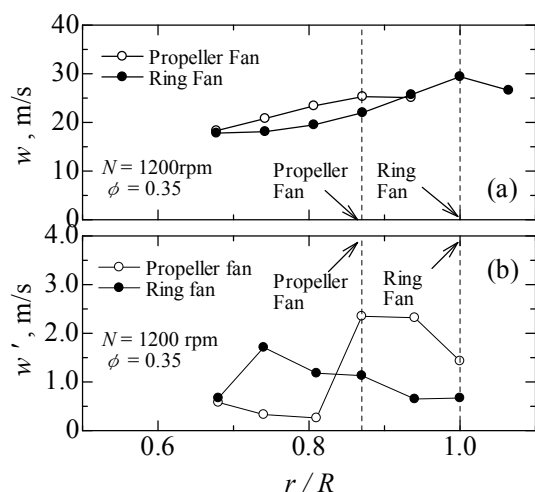 40
Propeller Fan
Ring Fan
30
w , m/s
20
10
N = 1200rpm
ϕ = 0.35
Propeller
Fan
Ring
Fan
(a)
0
4.0
Propeller fan
Ring fan
3.0
Propeller
Fan
Ring
Fan
(b)
w ′ , m/s
2.0
N = 1200 rpm
ϕ = 0.35
1.0
0
0.6
0.8
1.0
r / R